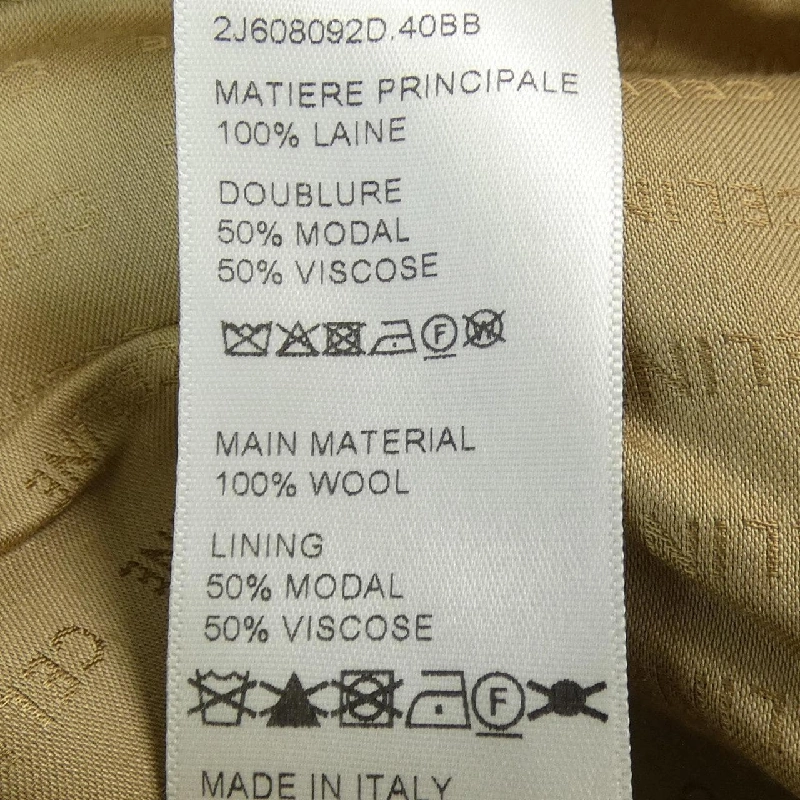 2J608092D.40BB
MATIERE PRINCIPALE
100% LAINE
DOUBLURE
50% MODAL
50% VISCOSE
F W
MAIN MATERIAL
100% WOOL
LINING
50% MODAL
50% VISCOSE
F
MADE IN ITALY